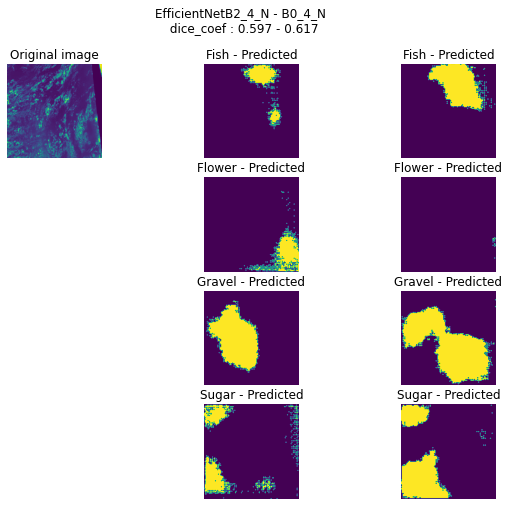 EfficientNetB2_4_N - B0_4_N
dice_coef : 0.597 - 0.617
Original image
Fish - Predicted
Fish - Predicted
Flower - Predicted
Flower - Predicted
Gravel - Predicted
Gravel - Predicted
Sugar - Predicted
Sugar - Predicted